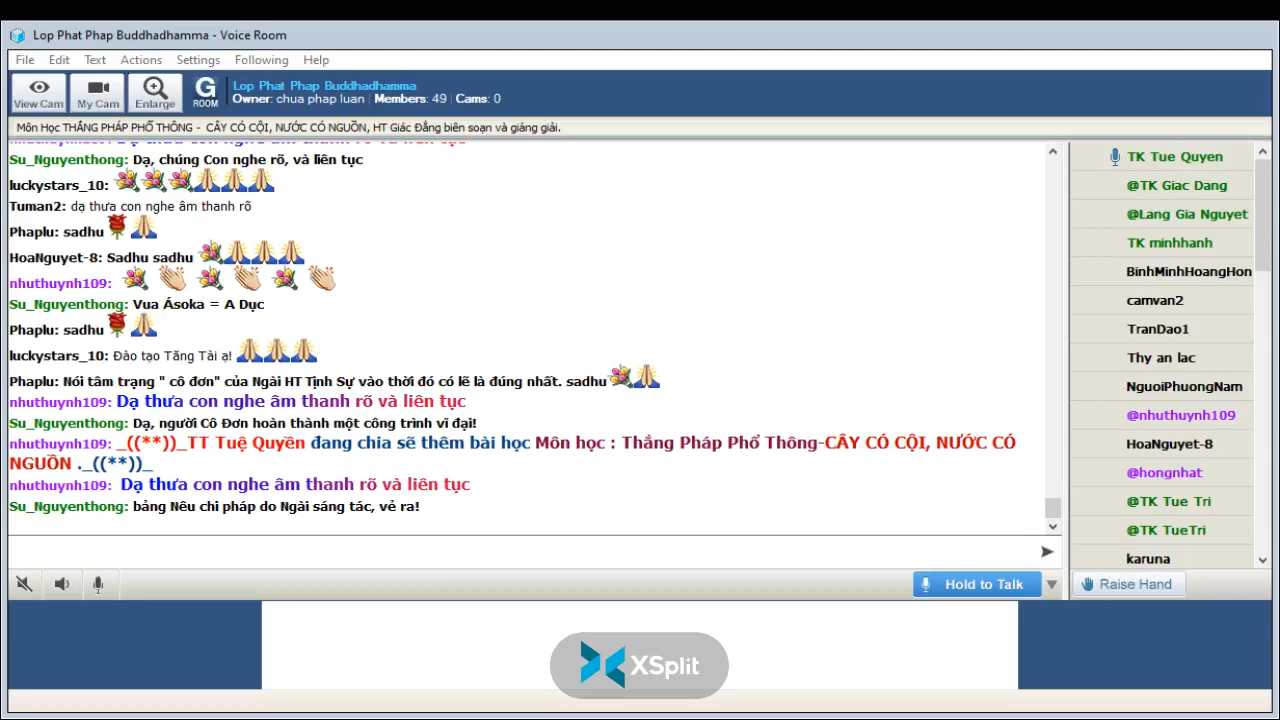 Lop Phat Phap Buddhadhamma - Voice Room
File Edit Text Actions Settings Following Help
View Cam My Cam Enlarge G ROOM
Lop Phat Phap Buddhadhamma
Owner: chua phap luan | Members: 49 | Cams: 0
Môn Học THẮNG PHÁP PHỔ THÔNG - CÂY CÓ CỘI, NƯỚC CÓ NGUỒN, HT Giác Đẳng biên soạn và giảng giải.
Su_Nguyenthong: Dạ, chúng Con nghe rõ, và liên tục
luckystars_10:
Tuman2: dạ thưa con nghe âm thanh rõ
Phaplu: sadhu
HoaNguyet-8: Sadhu sadhu
nhuthuynh109:
Su_Nguyenthong: Vua Ásoka = A Dục
Phaplu: sadhu
luckystars_10: Đào tạo Tăng Tài ạ!
Phaplu: Nói tâm trạng " cô đơn" của Ngài HT Tịnh Sự vào thời đó có lẽ là đúng nhất. sadhu
nhuthuynh109: Dạ thưa con nghe âm thanh rõ và liên tục
Su_Nguyenthong: Dạ, người Cô Đơn hoàn thành một công trình vĩ đại!
nhuthuynh109: _((**))_TT Tuệ Quyền đang chia sẽ thêm bài học Môn học : Thắng Pháp Phổ Thông-CÂY CÓ CỘI, NƯỚC CÓ
NGUỒN ._((**))_
nhuthuynh109: Dạ thưa con nghe âm thanh rõ và liên tục
Su_Nguyenthong: bảng Nêu chi pháp do Ngài sáng tác, vẻ ra!
TK Tue Quyen
@TK Giac Dang
@Lang Gia Nguyet
TK minhhanh
BinhMinhHoangHon
camvan2
TranDao1
Thy an lac
NguoiPhuongNam
@nhuthuynh109
HoaNguyet-8
@hongnhat
@TK Tue Tri
@TK TueTri
karuna
Hold to Talk
Raise Hand
XSplit